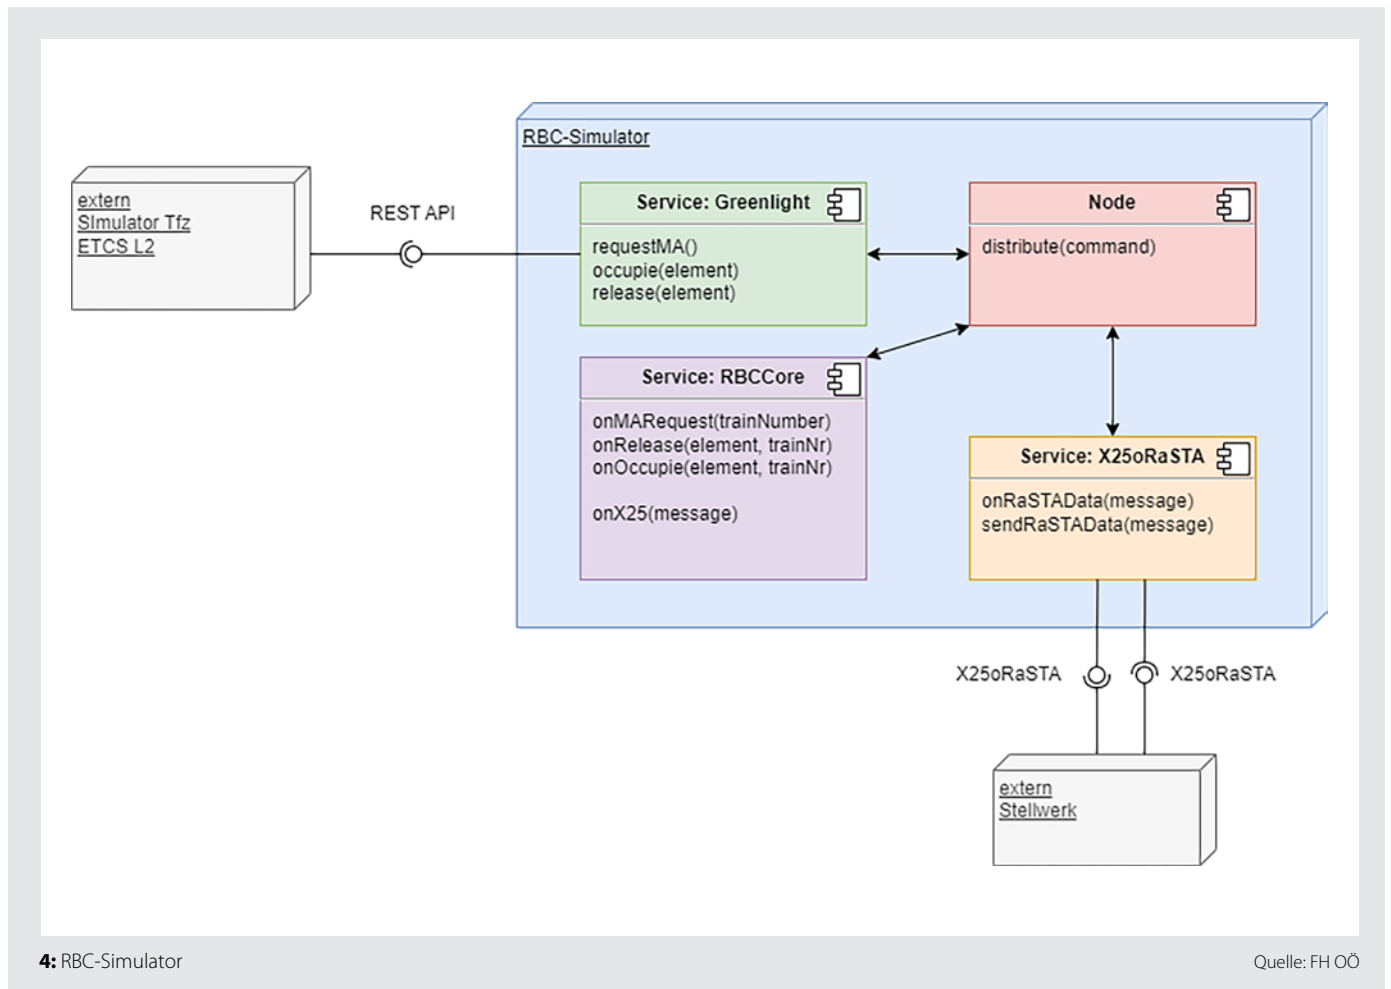 RBC-Simulator
extern
SImulator Tfz
ETCS L2
REST API
Service: Greenlight
requestMA()
occupie(element)
release(element)
Node
distribute(command)
Service: RBCCore
onMARequest(trainNumber)
onRelease(element, trainNr)
onOccupie(element, trainNr)
onX25(message)
Service: X25oRaSTA
onRaSTAData(message)
sendRaSTAData(message)
X25oRaSTA
X25oRaSTA
extern
Stellwerk
4: RBC-Simulator
Quelle: FH OÖ